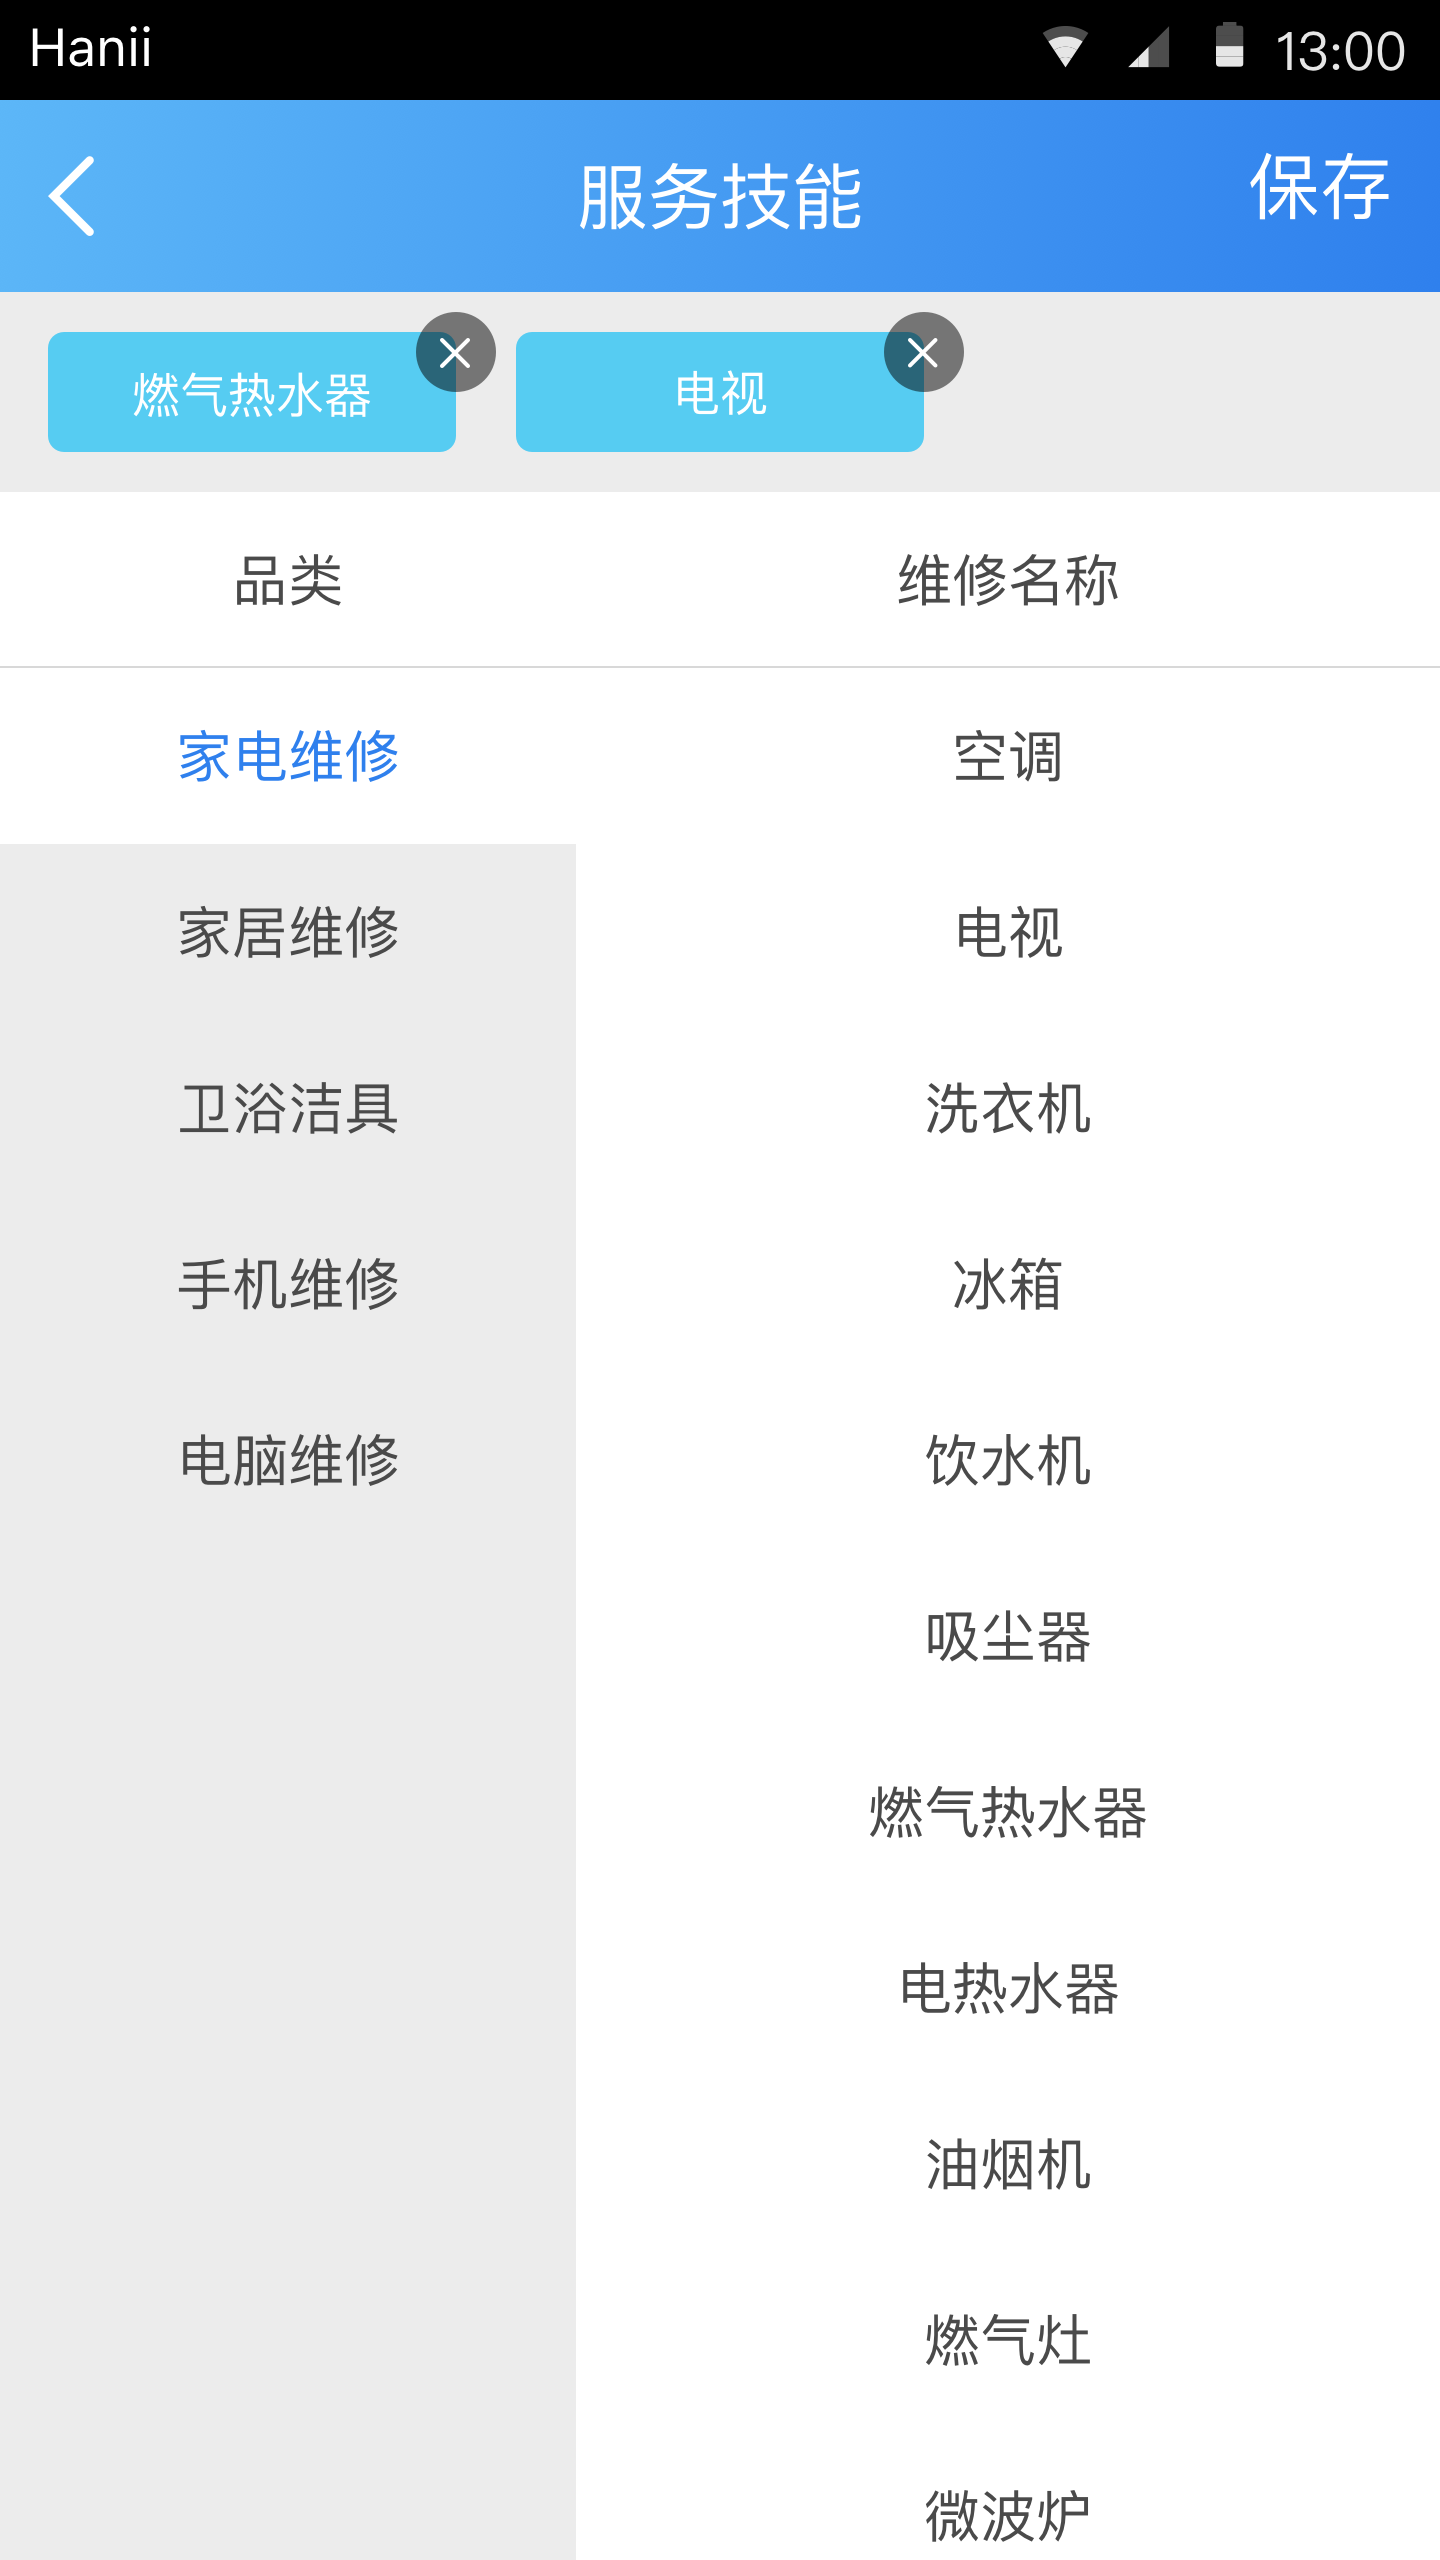 Hanii 13:00
服务技能 保存
燃气热水器 电视
品类 维修名称
家电维修 空调
家居维修 电视
卫浴洁具 洗衣机
手机维修 冰箱
电脑维修 饮水机
吸尘器
燃气热水器
电热水器
油烟机
燃气灶
微波炉